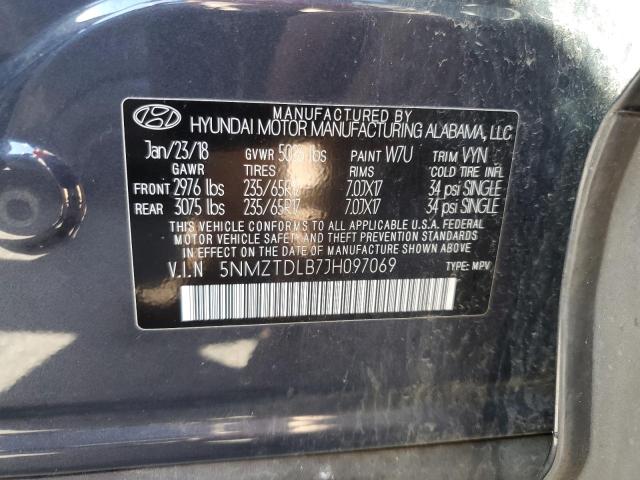 MANUFACTURED BY
HYUNDAI MOTOR MANUFACTURING ALABAMA, LLC
Jan/23/18 GVWR lbs PAINT W7U TRIM VYN
GAWR TIRES RIMS COLD TIRE INFL
FRONT 2976 lbs 235/65R17 7.0JX17 34 psi SINGLE
REAR 3075 lbs 235/65R17 7.0JX17 34 psi SINGLE
THIS VEHICLE CONFORMS TO ALL APPLICABLE U.S.A. FEDERAL
MOTOR VEHICLE SAFETY AND THEFT PREVENTION STANDARDS
IN EFFECT ON THE DATE OF MANUFACTURE SHOWN ABOVE.
V.I.N 5NMZTDLB7JH097069 TYPE: MPV